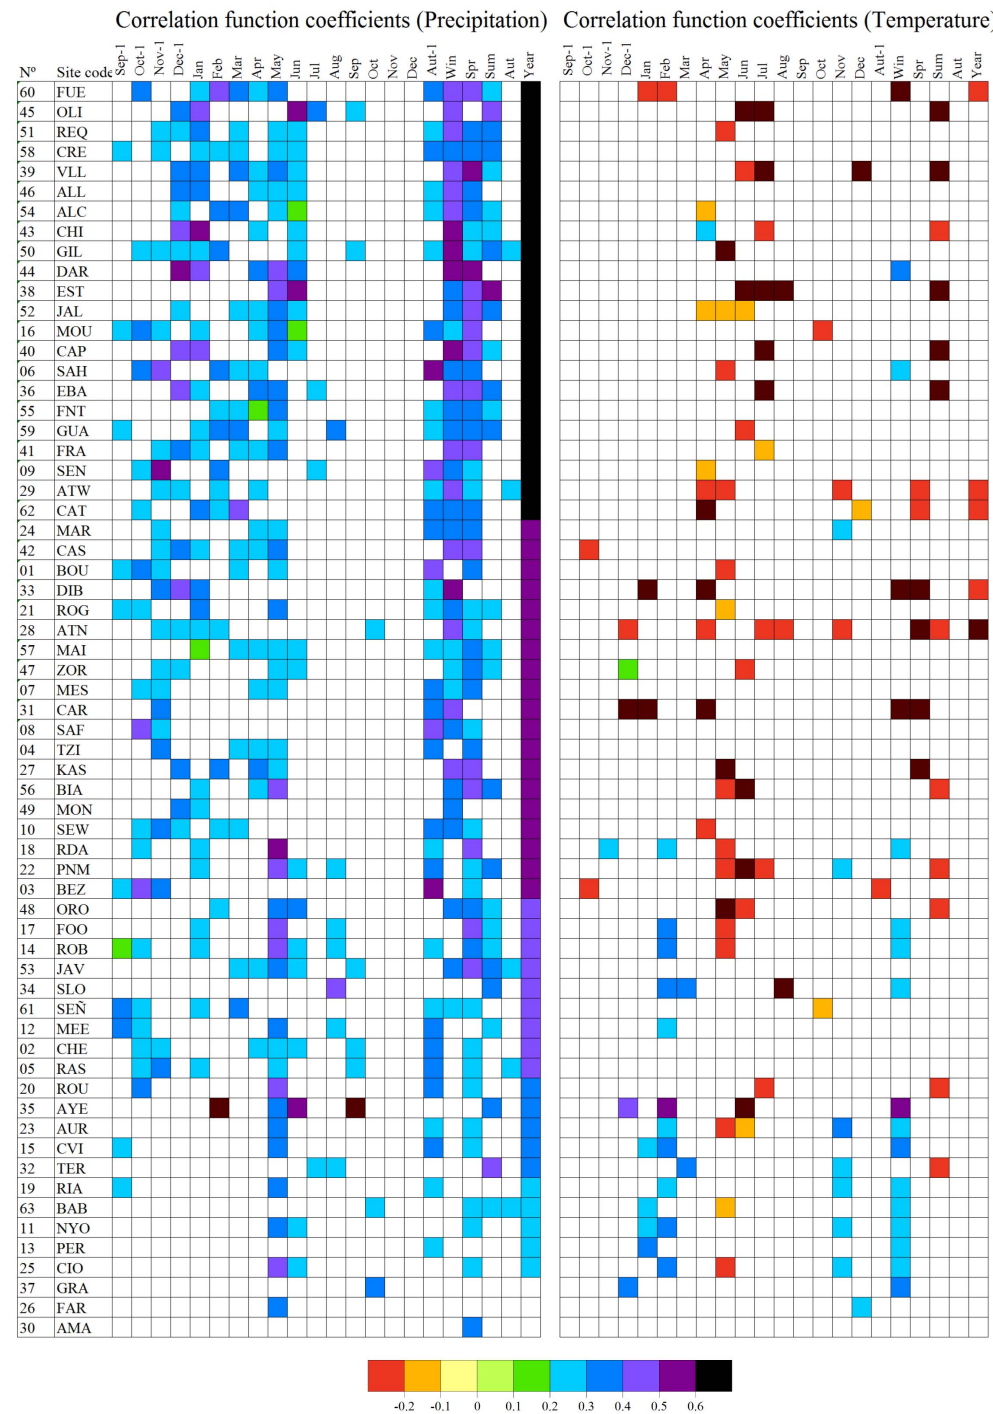 Correlation function coefficients (Precipitation) Correlation function coefficients (Temperature)
Nº Site code Sep-1 Oct-1 Nov-1 Dec-1 Jan Feb Mar Apr May Jun Jul Aug Sep Oct Nov Dec Aut-1 Win Spr Sum Aut Year Sep-1 Oct-1 Nov-1 Dec-1 Jan Feb Mar Apr May Jun Jul Aug Sep Oct Nov Dec Aut-1 Win Spr Sum Aut Year
60 FUE
45 OLI
51 REQ
58 CRE
39 VLL
46 ALL
54 ALC
43 CHI
50 GIL
44 DAR
38 EST
52 JAL
16 MOU
40 CAP
06 SAH
36 EBA
55 FNT
59 GUA
41 FRA
09 SEN
29 ATW
62 CAT
24 MAR
42 CAS
01 BOU
33 DIB
21 ROG
28 ATN
57 MAI
47 ZOR
07 MES
31 CAR
08 SAF
04 TZI
27 KAS
56 BIA
49 MON
10 SEW
18 RDA
22 PNM
03 BEZ
48 ORO
17 FOO
14 ROB
53 JAV
34 SLO
61 SEÑ
12 MEE
02 CHE
05 RAS
20 ROU
35 AYE
23 AUR
15 CVI
32 TER
19 RIA
63 BAB
11 NYO
13 PER
25 CIO
37 GRA
26 FAR
30 AMA
-0.2 -0.1 0 0.1 0.2 0.3 0.4 0.5 0.6